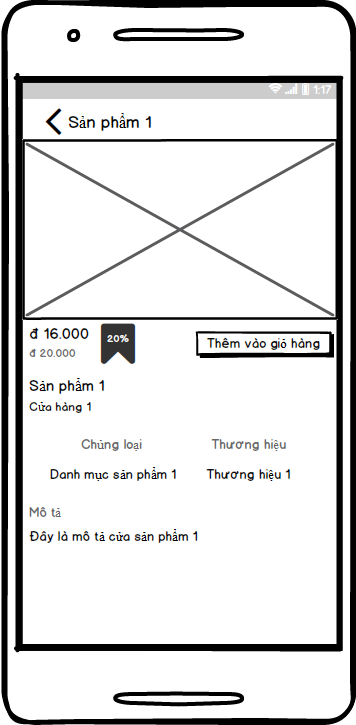 1:17
Sản phẩm 1
đ 16.000
20%
đ 20.000
Thêm vào giỏ hàng
Sản phẩm 1
Cửa hàng 1
Chủng loại Thương hiệu
Danh mục sản phẩm 1 Thương hiệu 1
Mô tả
Đây là mô tả của sản phẩm 1